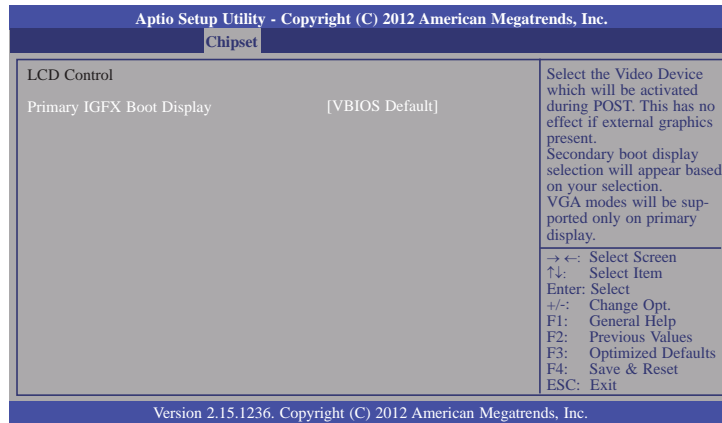 Aptio Setup Utility - Copyright (C) 2012 American Megatrends, Inc.
Chipset
LCD Control
Primary IGFX Boot Display [VBIOS Default]
Select the Video Device
which will be activated
during POST. This has no
effect if external graphics
present.
Secondary boot display
selection will appear based
on your selection.
VGA modes will be sup-
ported only on primary
display.
→ ←: Select Screen
↑↓: Select Item
Enter: Select
+/-: Change Opt.
F1: General Help
F2: Previous Values
F3: Optimized Defaults
F4: Save & Reset
ESC: Exit
Version 2.15.1236. Copyright (C) 2012 American Megatrends, Inc.